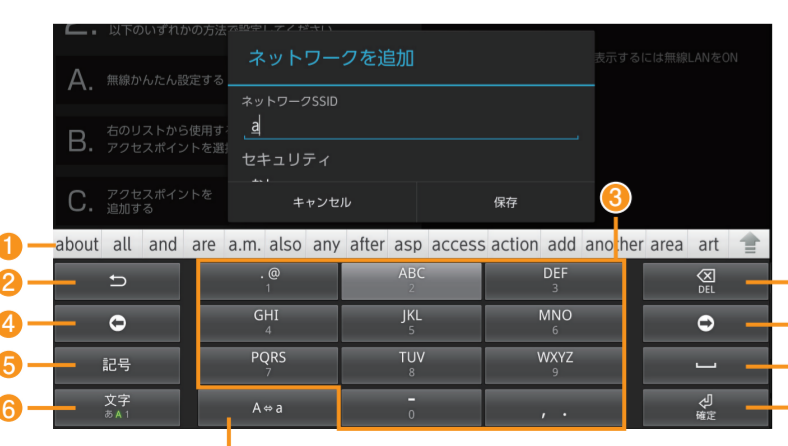 以下のいずれかの方法で設定してください
A. 無線かんたん設定する
B. 右のリストから使用す
アクセスポイントを選
C. アクセスポイントを
追加する
表示するには無線LANをON
ネットワークを追加
ネットワークSSID
a
セキュリティ
キャンセル 保存
3
1 about all and are a.m. also any after asp access action add another area art
2 . @ 1 ABC 2 DEF 3 DEL
4 GHI 4 JKL 5 MNO 6
5 記号 PQRS 7 TUV 8 WXYZ 9
6 文字 あA1 A⇔a - 0 , . 確定